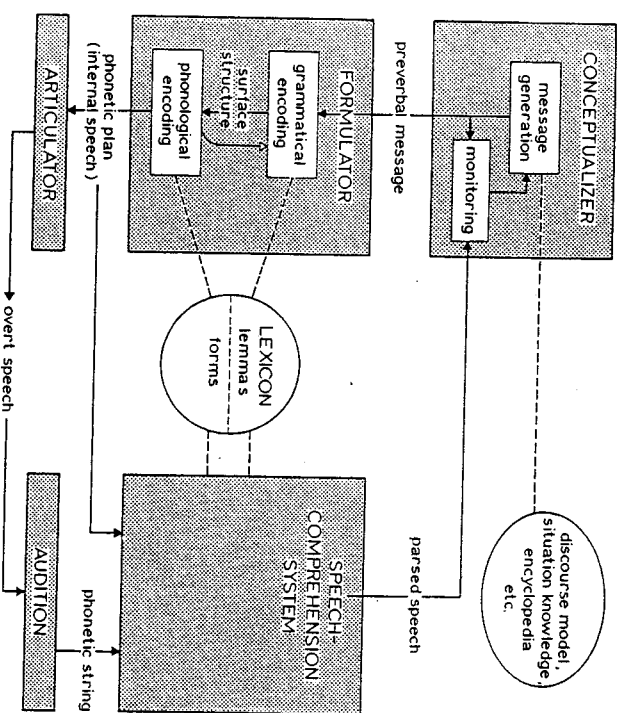 CONCEPTUALIZER
message
generation
monitoring
discourse model,
situation knowledge,
encyclopedia
etc.
preverbal message
parsed speech
FORMULATOR
grammatical
encoding
surface
structure
phonological
encoding
LEXICON
lemmas
forms
SPEECH-
COMPREHENSION
SYSTEM
phonetic plan
(internal speech)
phonetic string
ARTICULATOR
AUDITION
overt speech